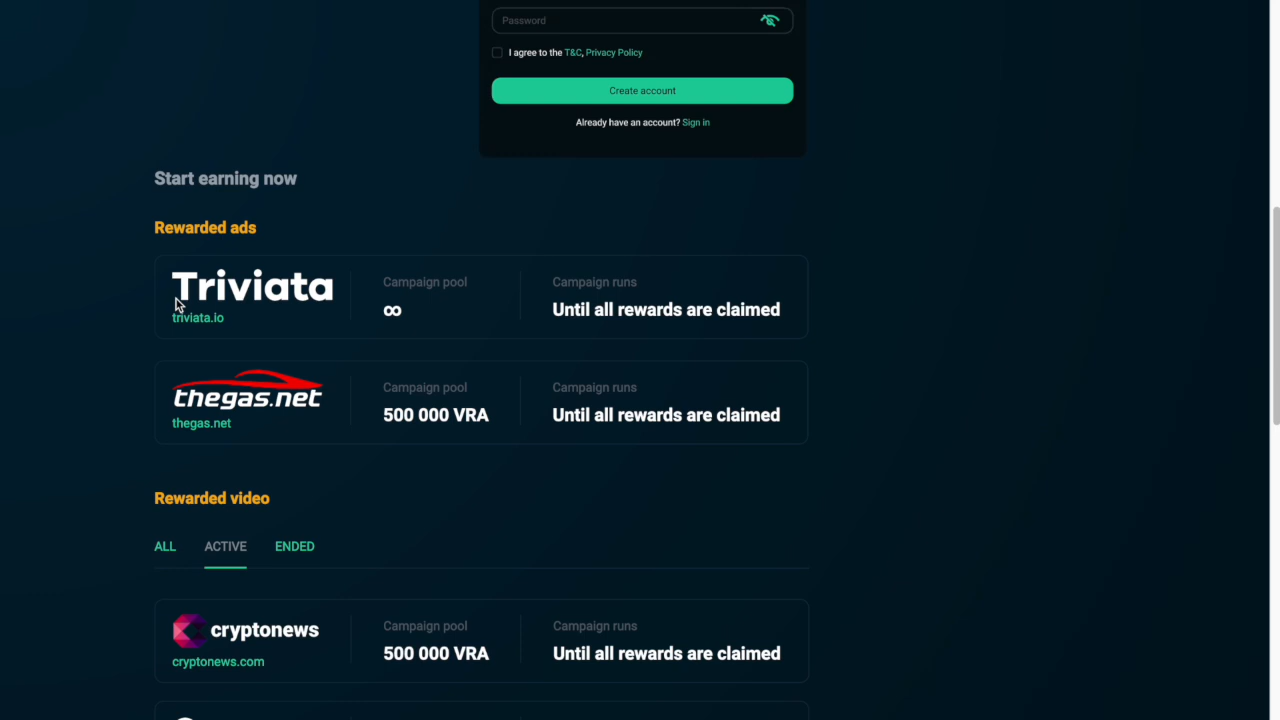 Password
I agree to the T&C, Privacy Policy
Create account
Already have an account? Sign in
Start earning now
Rewarded ads
Triviata
triviata.io
Campaign pool
∞
Campaign runs
Until all rewards are claimed
thegas.net
thegas.net
Campaign pool
500 000 VRA
Campaign runs
Until all rewards are claimed
Rewarded video
ALL ACTIVE ENDED
cryptonews
cryptonews.com
Campaign pool
500 000 VRA
Campaign runs
Until all rewards are claimed